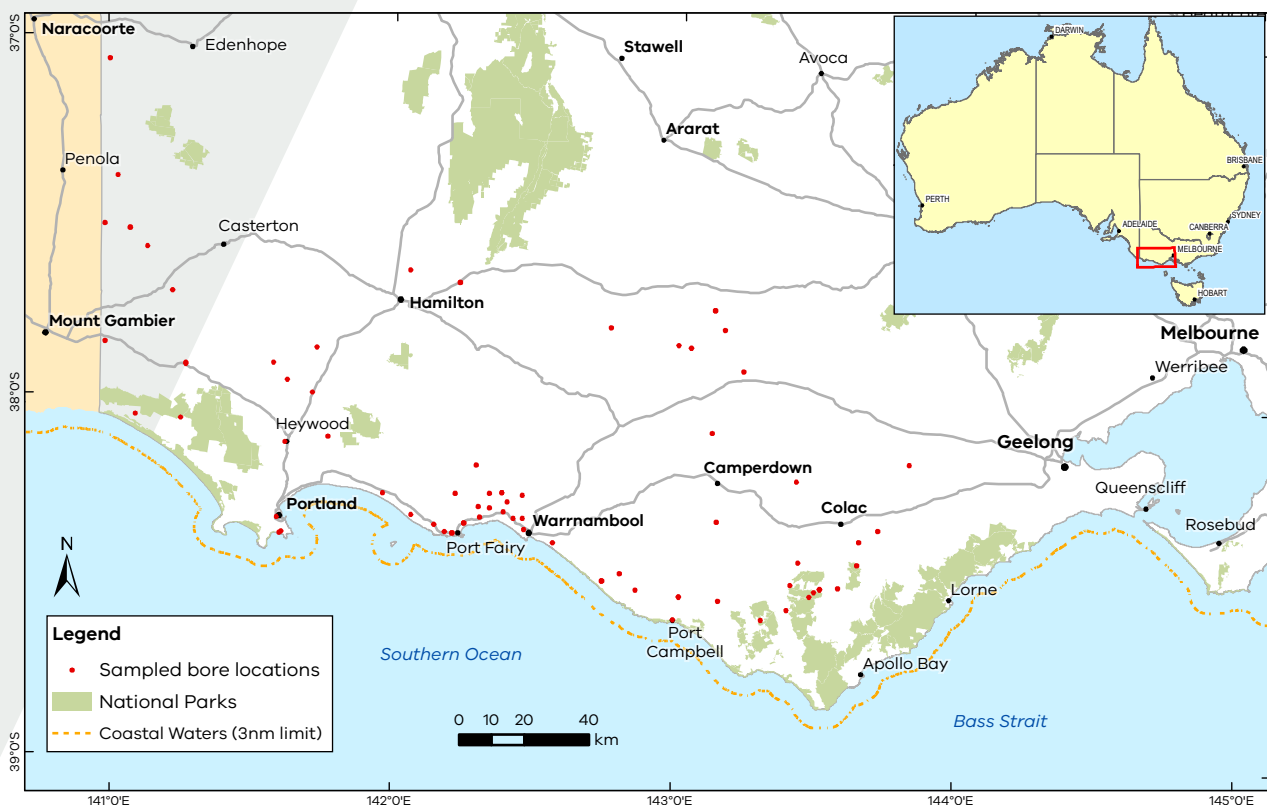 37°0'S
Naracoorte
Edenhope
Stawell
Avoca
Ararat
Penola
Casterton
Hamilton
Mount Gambier
38°0'S
Heywood
Portland
Port Fairy
Warrnambool
Camperdown
Colac
Geelong
Melbourne
Werribee
Queenscliff
Rosebud
Lorne
Port
Campbell
Apollo Bay
Southern Ocean
Bass Strait
DARWIN
BRISBANE
PERTH
ADELAIDE
SYDNEY
CANBERRA
MELBOURNE
HOBART
N
Legend
Sampled bore locations
National Parks
Coastal Waters (3nm limit)
0 10 20 40
km
39°0'S
141°0'E
142°0'E
143°0'E
144°0'E
145°0'E